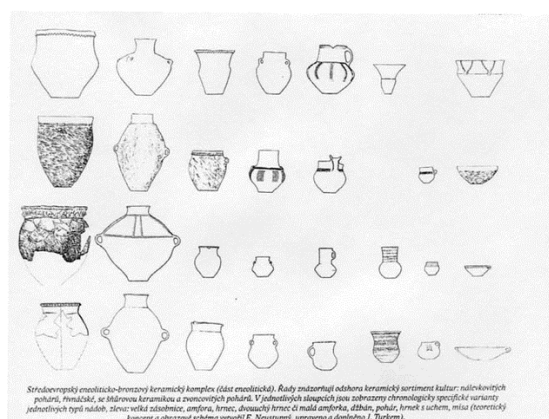 Středoevropský eneoliticko-bronzový keramický komplex (část eneolitická). Řady znázorňují odshora keramický sortiment kultur: nálevkovitých
pohárů, řivnáčské, se šňůrovou keramikou a zvoncovitých pohárů. V jednotlivých sloupcích jsou zobrazeny chronologicky specifické varianty
jednotlivých typů nádob, zleva: velká zásobnice, amfora, hrnec, dvouuchý hrnec či malá amforka, džbán, pohár, hrnek s uchem, mísa (teoretický
koncept a obrazové schéma vytvořil E. Neustupný, upraveno a doplněno J. Turkem).